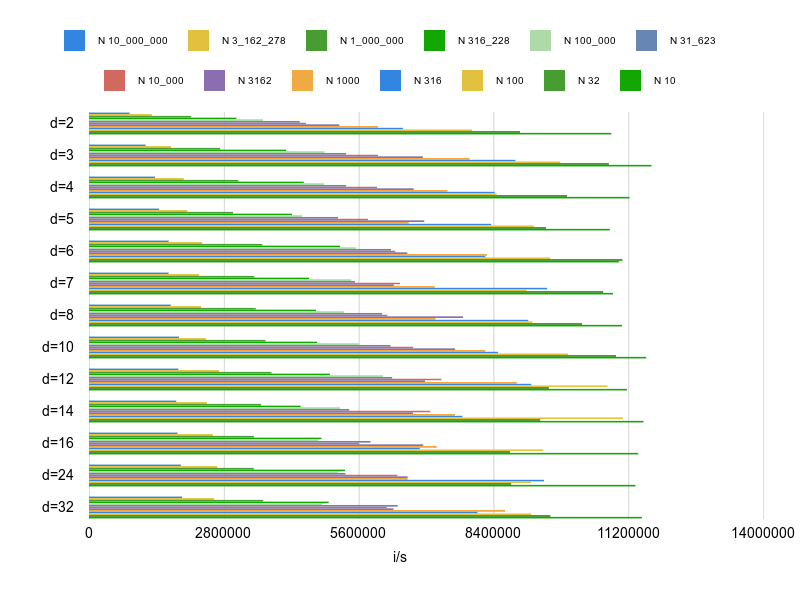 N 10_000_000 N 3_162_278 N 1_000_000 N 316_228 N 100_000 N 31_623
N 10_000 N 3162 N 1000 N 316 N 100 N 32 N 10
d=2
d=3
d=4
d=5
d=6
d=7
d=8
d=10
d=12
d=14
d=16
d=24
d=32
0 2800000 5600000 8400000 11200000 14000000
i/s